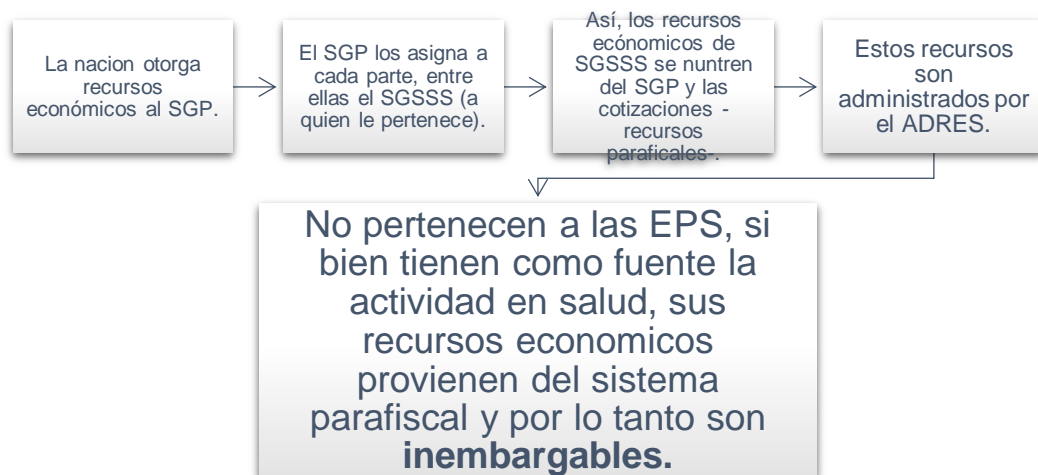 La nacion otorga
recursos
económicos al SGP.
El SGP los asigna a
cada parte, entre
ellas el SGSSS (a
quien le pertenece).
Así, los recursos
ecónomicos de
SGSSS se nuntren
del SGP y las
cotizaciones -
recursos
paraficales-.
Estos recursos
son
administrados por
el ADRES.
No pertenecen a las EPS, si
bien tienen como fuente la
actividad en salud, sus
recursos economicos
provienen del sistema
parafiscal y por lo tanto son
inembargables.